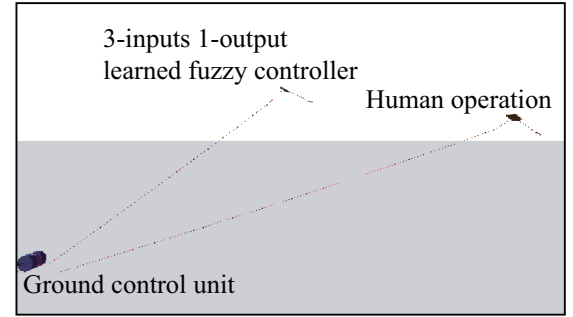 3-inputs 1-output
learned fuzzy controller
Human operation
Ground control unit